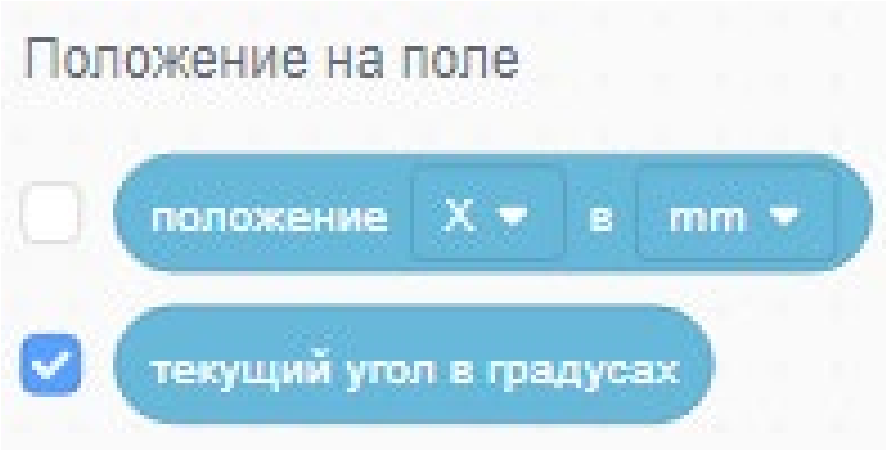 Положение на поле
положение X в mm
текущий угол в градусах